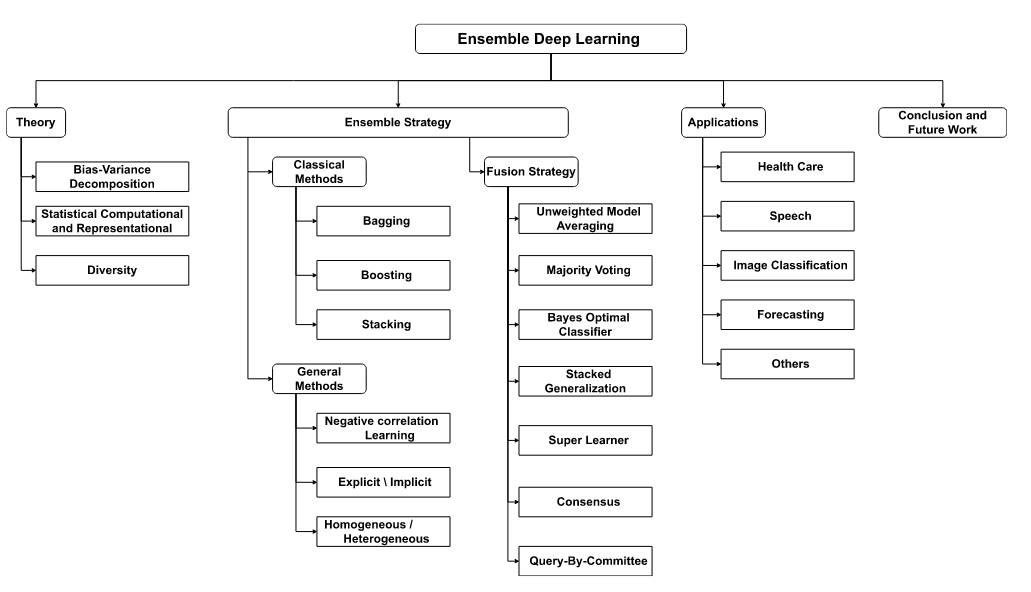 Ensemble Deep Learning
Theory
Bias-Variance
Decomposition
Statistical Computational
and Representational
Diversity
Ensemble Strategy
Classical
Methods
Bagging
Boosting
Stacking
General
Methods
Negative correlation
Learning
Explicit \ Implicit
Homogeneous /
Heterogeneous
Fusion Strategy
Unweighted Model
Averaging
Majority Voting
Bayes Optimal
Classifier
Stacked
Generalization
Super Learner
Consensus
Query-By-Committee
Applications
Health Care
Speech
Image Classification
Forecasting
Others
Conclusion and
Future Work